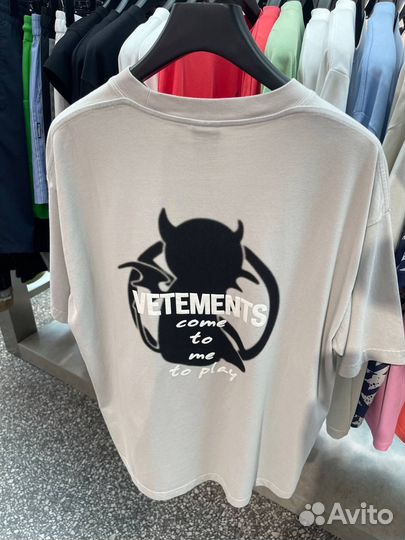 VETEMENTS
come
to
me
to play
Avito